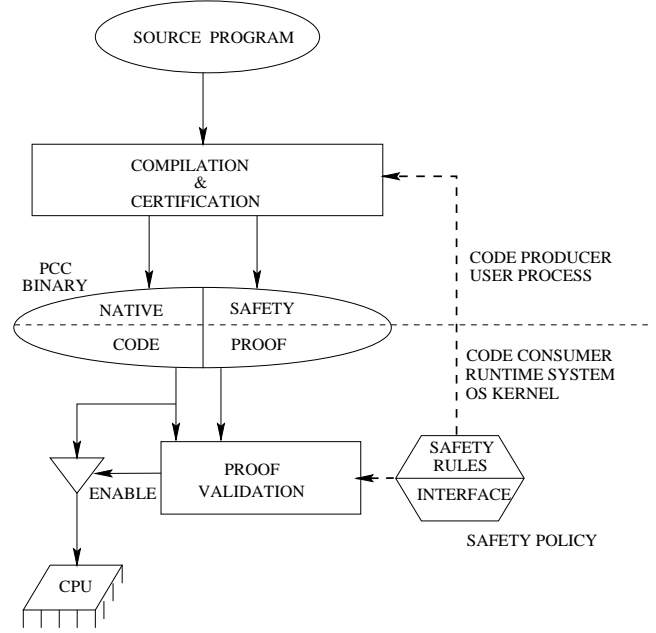 SOURCE PROGRAM
COMPILATION
&
CERTIFICATION
PCC
BINARY
NATIVE
SAFETY
CODE
PROOF
CODE PRODUCER
USER PROCESS
CODE CONSUMER
RUNTIME SYSTEM
OS KERNEL
ENABLE
PROOF
VALIDATION
SAFETY
RULES
INTERFACE
SAFETY POLICY
CPU